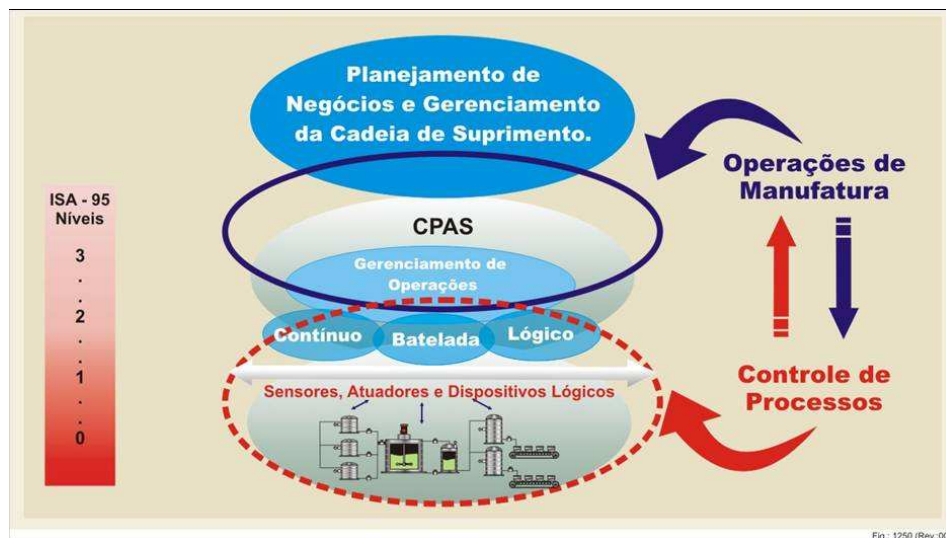 Planejamento de
Negócios e Gerenciamento
da Cadeia de Suprimento.
Operações de
Manufatura
ISA - 95
Níveis
3
.
.
2
.
.
1
.
.
0
CPAS
Gerenciamento de
Operações
Contínuo
Batelada
Lógico
Sensores, Atuadores e Dispositivos Lógicos
Controle de
Processos